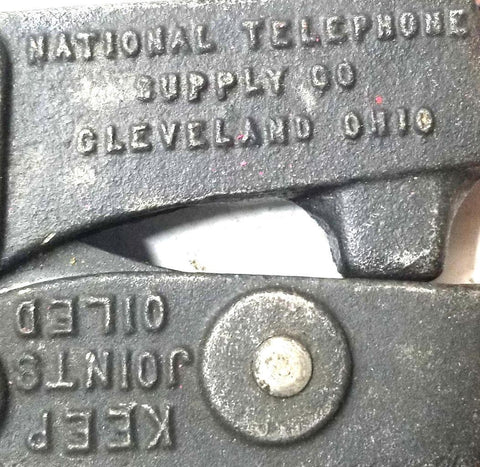 NATIONAL TELEPHONE
SUPPLY CO
CLEVELAND OHIO
KEEP
JOINTS
OILED